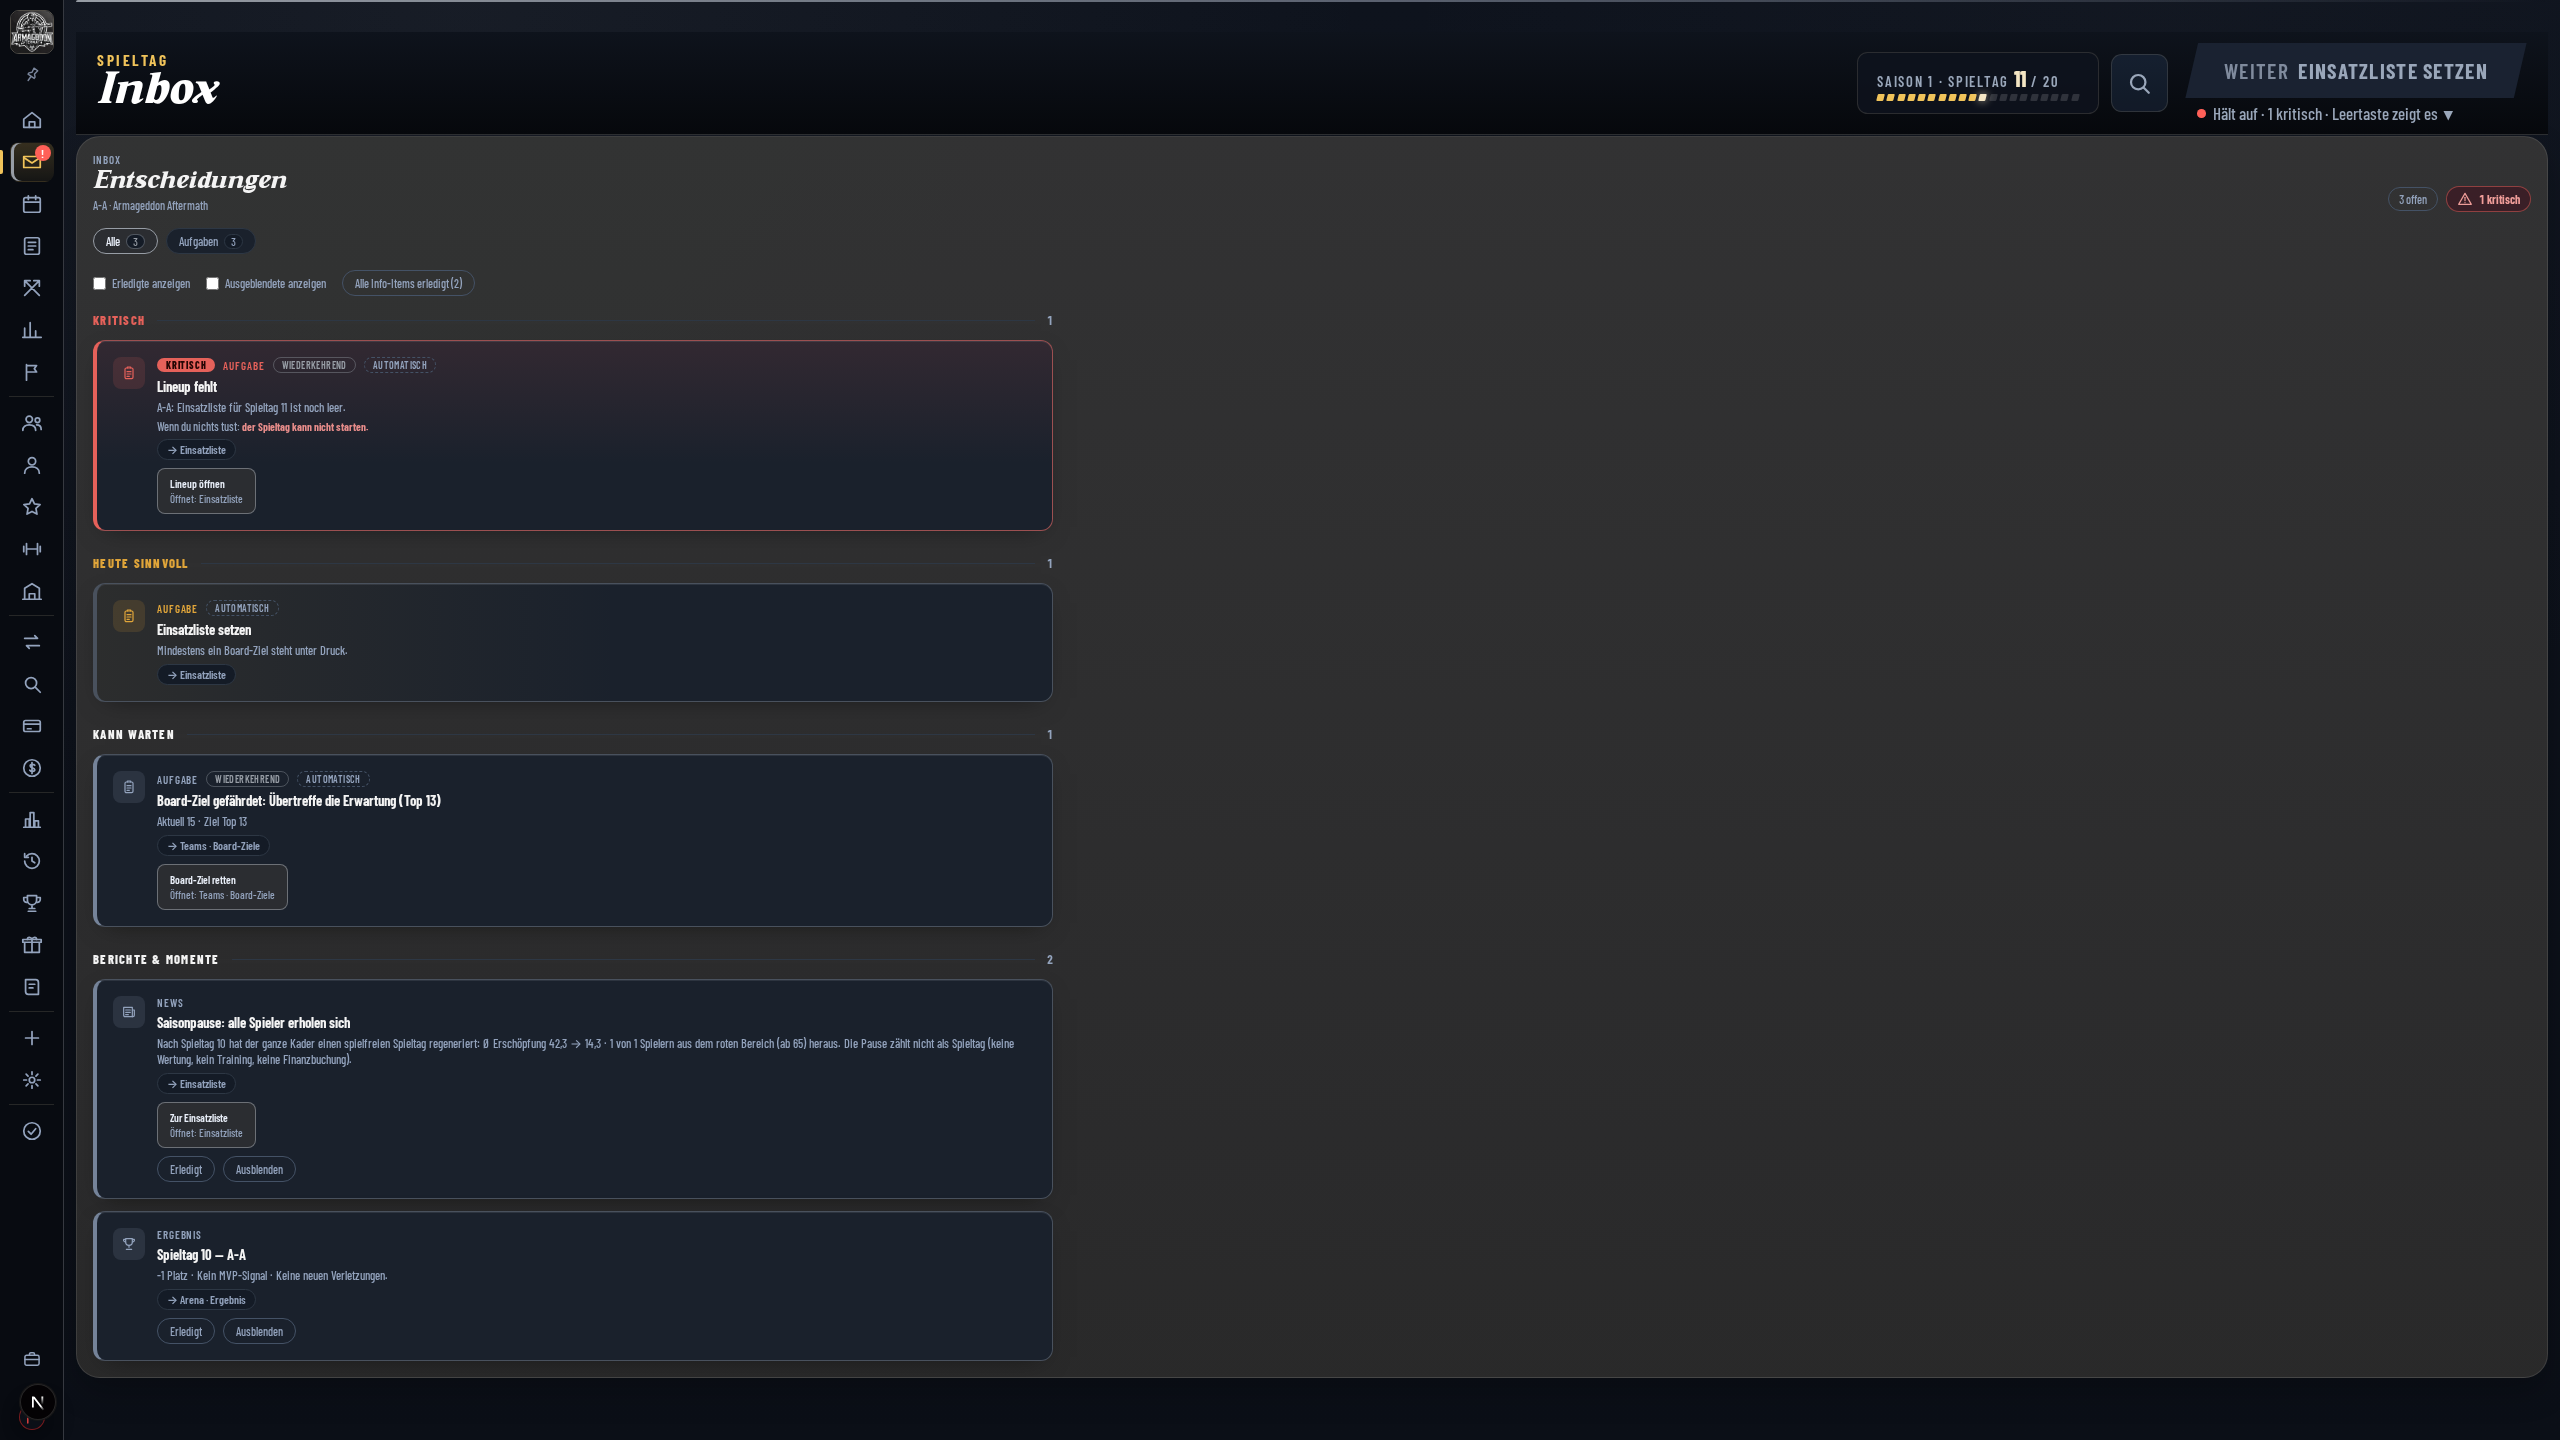 ARMAGEDDON
SPIELTAG
Inbox
SAISON 1 · SPIELTAG 11 / 20
WEITER EINSATZLISTE SETZEN
Hält auf · 1 kritisch · Leertaste zeigt es ▼
INBOX
Entscheidungen
A-A · Armageddon Aftermath
3 offen
1 kritisch
Alle 3
Aufgaben 3
Erledigte anzeigen
Ausgeblendete anzeigen
Alle Info-Items erledigt (2)
KRITISCH 1
KRITISCH AUFGABE WIEDERKEHREND AUTOMATISCH
Lineup fehlt
A-A: Einsatzliste für Spieltag 11 ist noch leer.
Wenn du nichts tust: der Spieltag kann nicht starten.
→ Einsatzliste
Lineup öffnen
Öffnet: Einsatzliste
HEUTE SINNVOLL 1
AUFGABE AUTOMATISCH
Einsatzliste setzen
Mindestens ein Board-Ziel steht unter Druck.
→ Einsatzliste
KANN WARTEN 1
AUFGABE WIEDERKEHREND AUTOMATISCH
Board-Ziel gefährdet: Übertreffe die Erwartung (Top 13)
Aktuell 15 · Ziel Top 13
→ Teams · Board-Ziele
Board-Ziel retten
Öffnet: Teams · Board-Ziele
BERICHTE & MOMENTE 2
NEWS
Saisonpause: alle Spieler erholen sich
Nach Spieltag 10 hat der ganze Kader einen spielfreien Spieltag regeneriert: Ø Erschöpfung 42,3 → 14,3 · 1 von 1 Spielern aus dem roten Bereich (ab 65) heraus. Die Pause zählt nicht als Spieltag (keine
Wertung, kein Training, keine Finanzbuchung).
→ Einsatzliste
Zur Einsatzliste
Öffnet: Einsatzliste
Erledigt
Ausblenden
ERGEBNIS
Spieltag 10 — A-A
-1 Platz · Kein MVP-Signal · Keine neuen Verletzungen.
→ Arena · Ergebnis
Erledigt
Ausblenden
N